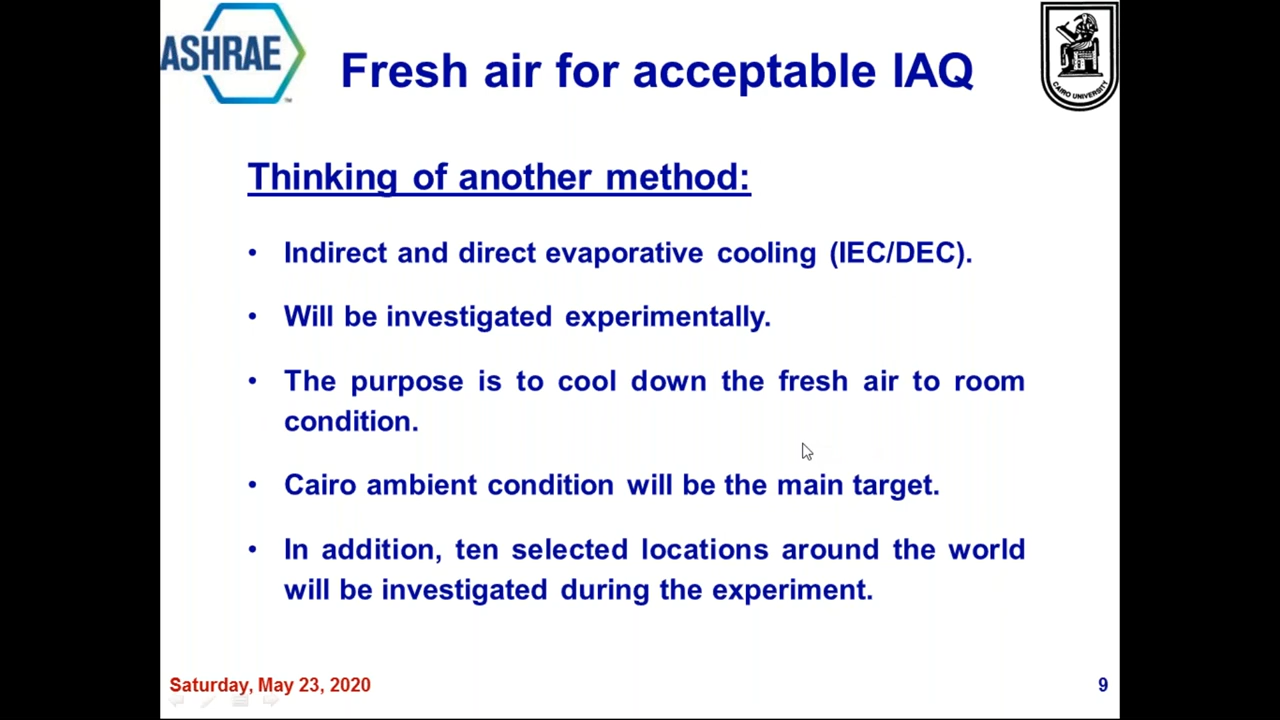 ASHRAE
Fresh air for acceptable IAQ
CAIRO UNIVERSITY
Thinking of another method:
• Indirect and direct evaporative cooling (IEC/DEC).
• Will be investigated experimentally.
• The purpose is to cool down the fresh air to room
condition.
• Cairo ambient condition will be the main target.
• In addition, ten selected locations around the world
will be investigated during the experiment.
Saturday, May 23, 2020
9